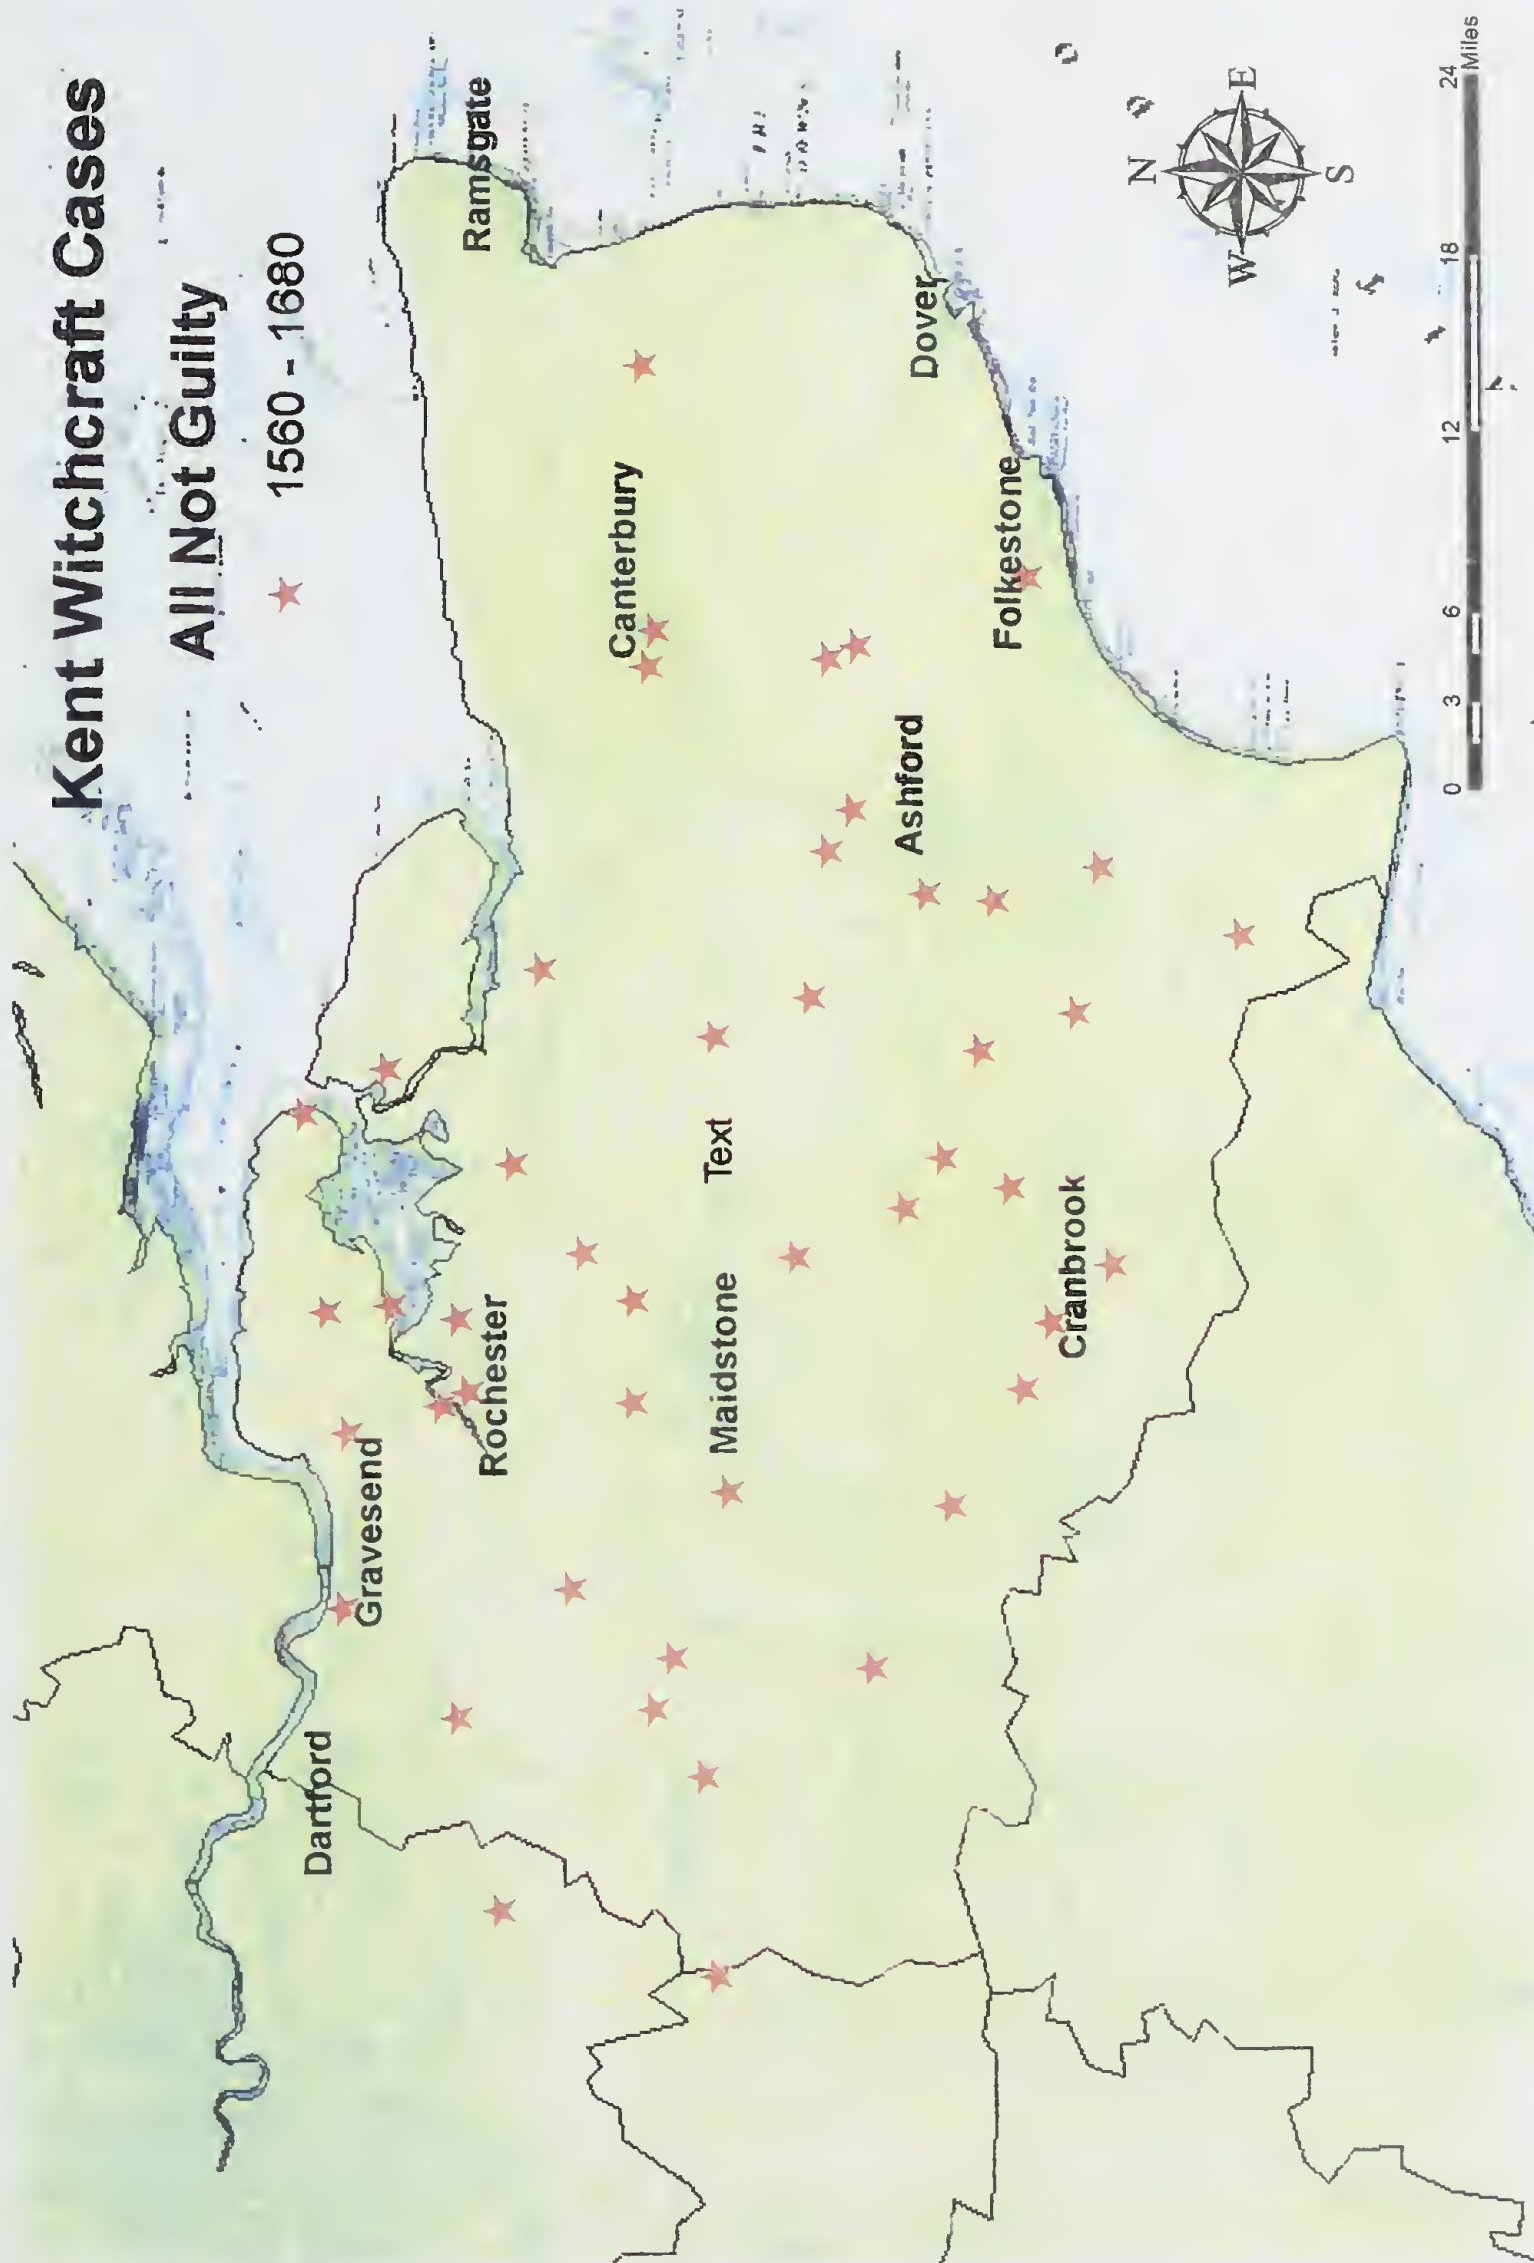 Kent Witchcraft Cases
All Not Guilty
1560 - 1680
Ramsgate
Dartford
Gravesend
Rochester
Canterbury
Maidstone
Text
Dover
Ashford
Folkestone
Cranbrook
N
W
E
S
0 3 6 12 18 24
Miles